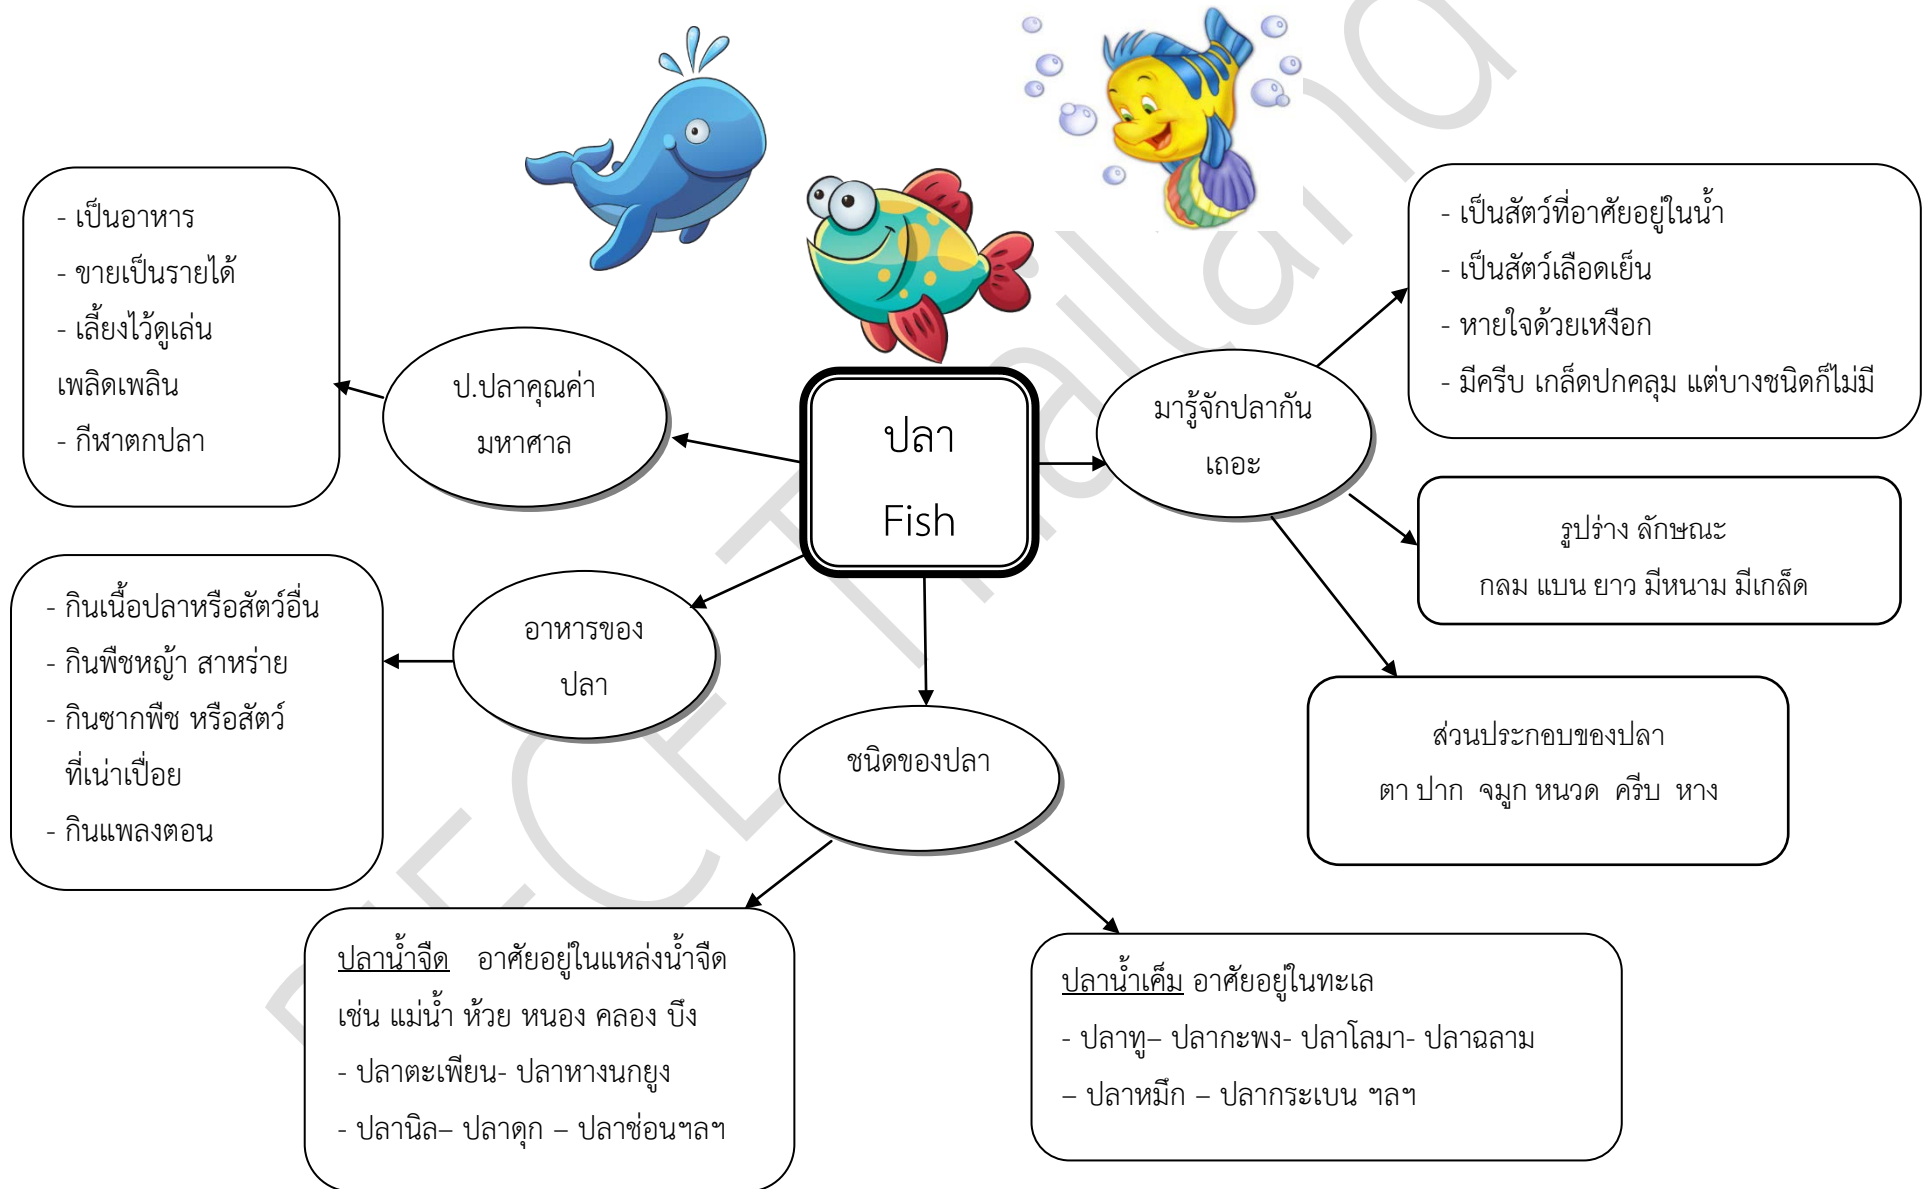 ปลา
Fish
ป.ปลาคุณค่า
มหาศาล
- เป็นอาหาร
- ขายเป็นรายได้
- เลี้ยงไว้ดูเล่น
เพลิดเพลิน
- กีฬาตกปลา
มารู้จักปลากัน
เถอะ
- เป็นสัตว์ที่อาศัยอยู่ในน้ำ
- เป็นสัตว์เลือดเย็น
- หายใจด้วยเหงือก
- มีครีบ เกล็ดปกคลุม แต่บางชนิดก็ไม่มี
รูปร่าง ลักษณะ
กลม แบน ยาว มีหนาม มีเกล็ด
ส่วนประกอบของปลา
ตา ปาก จมูก หนวด ครีบ หาง
อาหารของ
ปลา
- กินเนื้อปลาหรือสัตว์อื่น
- กินพืชหญ้า สาหร่าย
- กินซากพืช หรือสัตว์
ที่เน่าเปื่อย
- กินแพลงตอน
ชนิดของปลา
ปลาน้ำจืด อาศัยอยู่ในแหล่งน้ำจืด
เช่น แม่น้ำ ห้วย หนอง คลอง บึง
- ปลาตะเพียน- ปลาหางนกยูง
- ปลานิล– ปลาดุก – ปลาช่อนฯลฯ
ปลาน้ำเค็ม อาศัยอยู่ในทะเล
- ปลาทู– ปลากะพง- ปลาโลมา- ปลาฉลาม
– ปลาหมึก – ปลากระเบน ฯลฯ